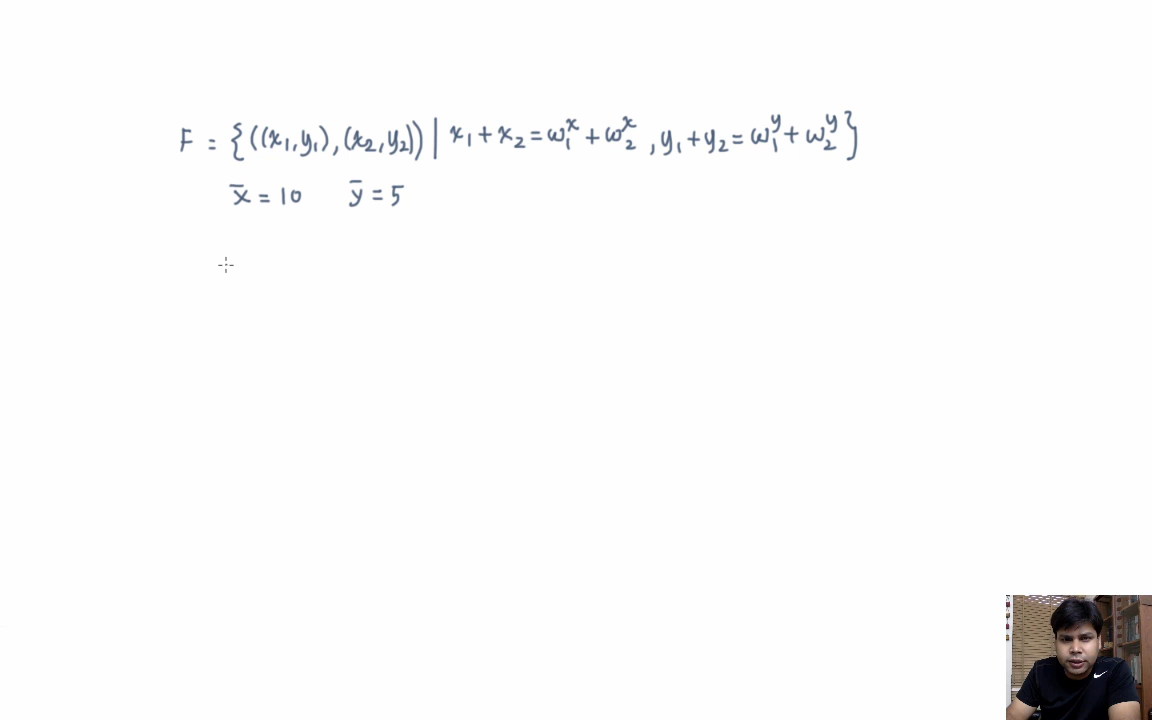 F = {((x₁,y₁),(x₂,y₂)) | x₁+x₂=ω₁ˣ+ω₂ˣ, y₁+y₂=ω₁ʸ+ω₂ʸ}
x̄ = 10 ȳ = 5